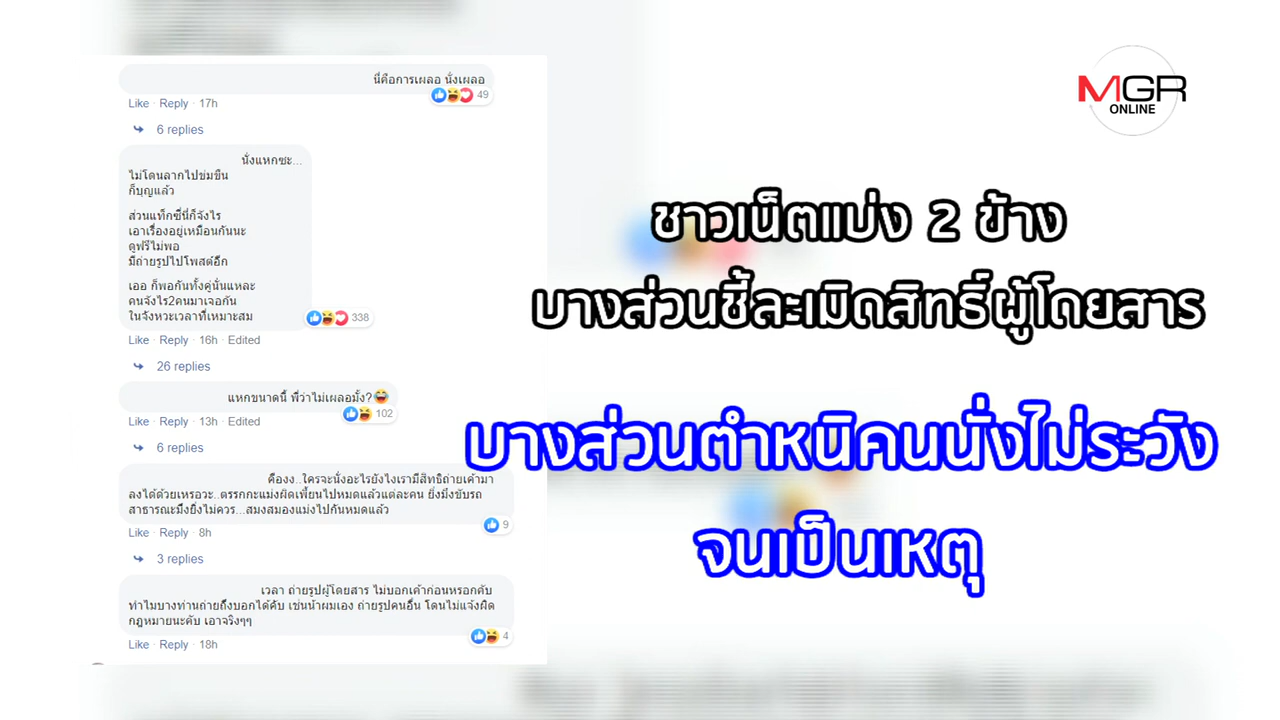 นี่คือการเผลอ นั่งเผลอ
49
Like · Reply · 17h
6 replies
นั่งแหกซะ...
ไม่โดนลากไปข่มขืน
ก็บุญแล้ว
ส่วนแท็กซี่นี่ก็จังไร
เอาเรื่องอยู่เหมือนกันนะ
ดูฟรีไม่พอ
มีถ่ายรูปไปโพสต์อีก
เออ ก็พอกันทั้งคู่นั่นแหละ
คนจังไร2คนมาเจอกัน
ในจังหวะเวลาที่เหมาะสม
338
Like · Reply · 16h · Edited
26 replies
แหกขนาดนี้ พี่ว่าไม่เผลอมั้ง?
102
Like · Reply · 13h · Edited
6 replies
คืองง..ใครจะนั่งอะไรยังไงเรามีสิทธิถ่ายเค้ามา
ลงได้ด้วยเหรอวะ..ตรรกกะแม่งผิดเพี้ยนไปหมดแล้วแต่ละคน ยิ่งมึงขับรถ
สาธารณะมึงยิ่งไม่ควร...สมงสมองแม่งไปกันหมดแล้ว
9
Like · Reply · 8h
3 replies
เวลา ถ่ายรูปผู้โดยสาร ไม่บอกเค้าก่อนหรอกคับ
ทำไมบางท่านถ่ายถึงบอกได้คับ เช่นน้าผมเอง ถ่ายรูปคนอื่น โดนไม่แจ้งผิด
กฎหมายนะคับ เอาจริงๆๆ
4
Like · Reply · 18h
MGR
ONLINE
ชาวเน็ตแบ่ง 2 ข้าง
บางส่วนชี้ละเมิดสิทธิ์ผู้โดยสาร
บางส่วนตำหนิคนนั่งไม่ระวัง
จนเป็นเหตุ